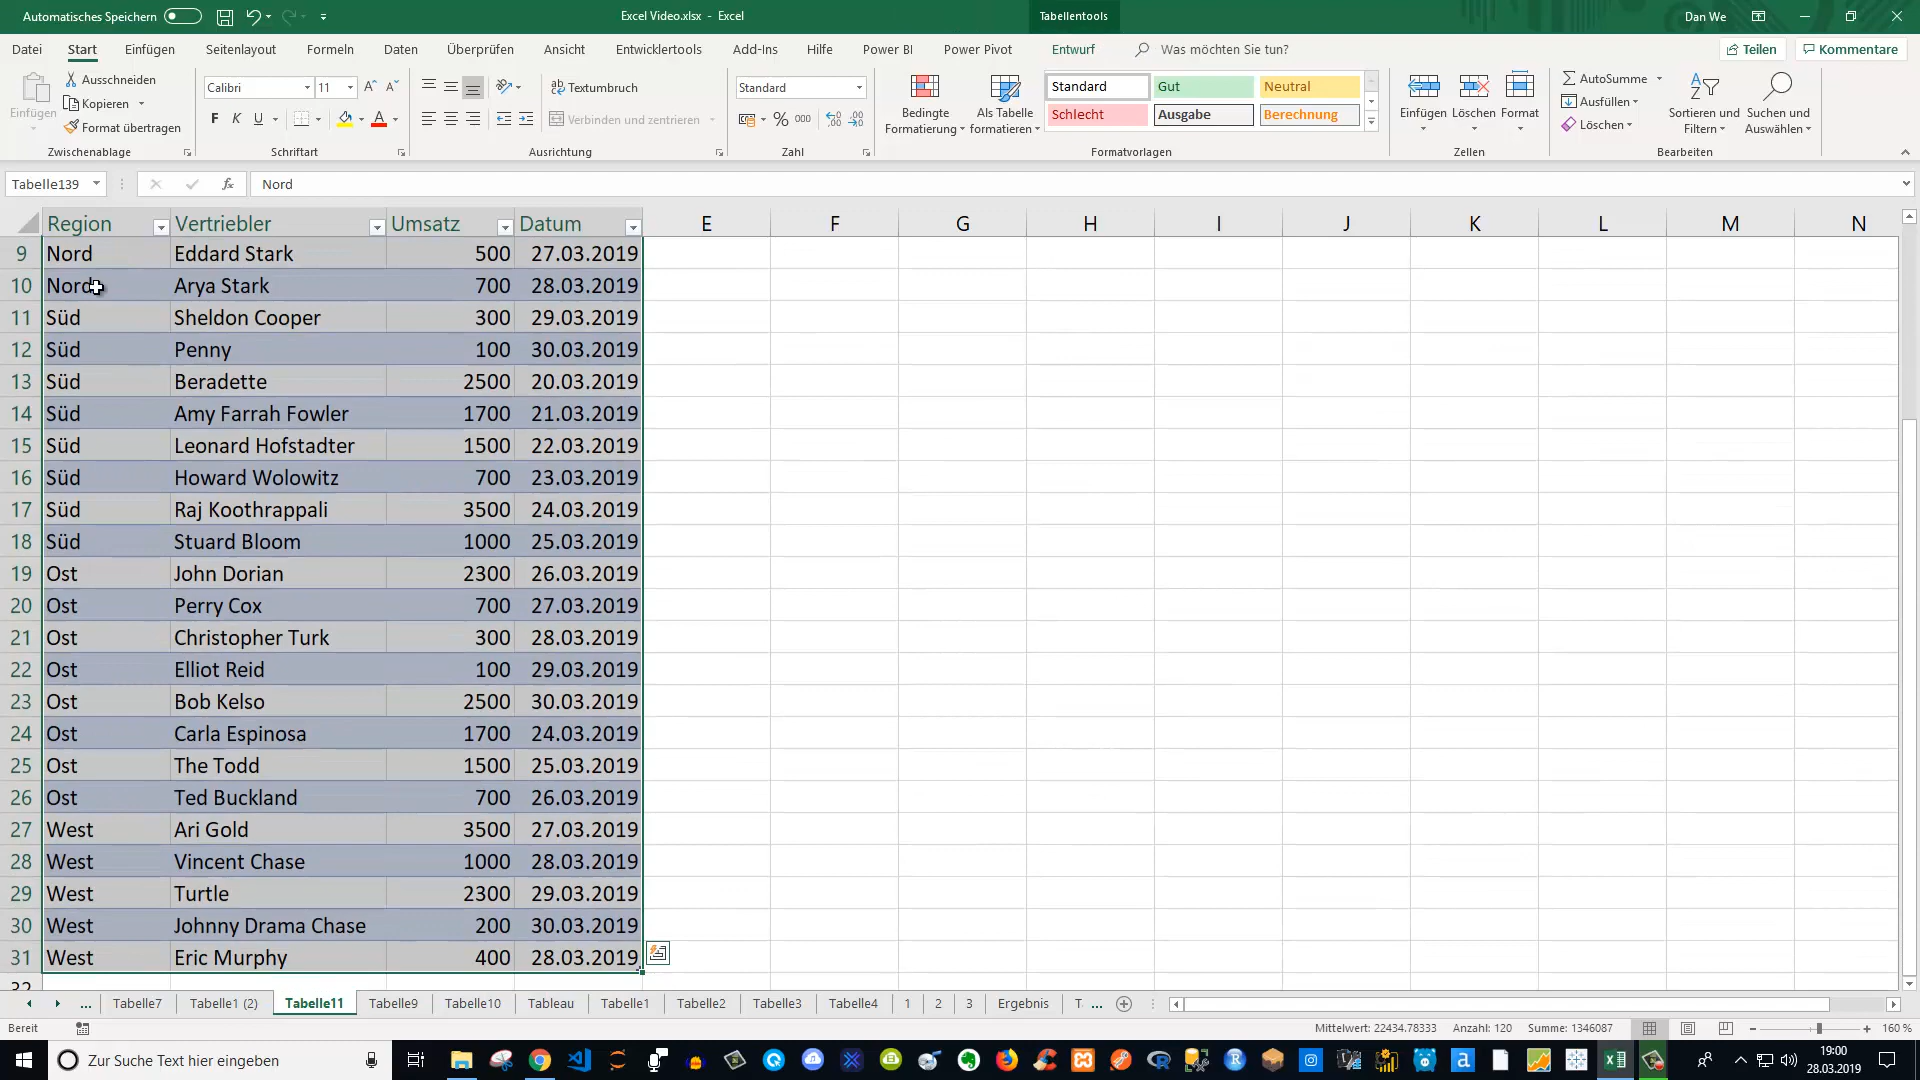 Automatisches Speichern
Excel Video.xlsx - Excel
Tabellentools
Dan We
Datei Start Einfügen Seitenlayout Formeln Daten Überprüfen Ansicht Entwicklertools Add-Ins Hilfe Power BI Power Pivot Entwurf Was möchten Sie tun? Teilen Kommentare
Einfügen
Ausschneiden
Kopieren
Format übertragen
Zwischenablage
Calibri 11
F K U
Schriftart
Textumbruch
Verbinden und zentrieren
Ausrichtung
Standard
% 000
Zahl
Bedingte Formatierung
Als Tabelle formatieren
Standard Gut Neutral
Schlecht Ausgabe Berechnung
Formatvorlagen
Einfügen Löschen Format
Zellen
AutoSumme
Ausfüllen
Löschen
Sortieren und Filtern
Suchen und Auswählen
Bearbeiten
Tabelle139 fx Nord
Region Vertriebler Umsatz Datum E F G H I J K L M N
9 Nord Eddard Stark 500 27.03.2019
10 Nord Arya Stark 700 28.03.2019
11 Süd Sheldon Cooper 300 29.03.2019
12 Süd Penny 100 30.03.2019
13 Süd Beradette 2500 20.03.2019
14 Süd Amy Farrah Fowler 1700 21.03.2019
15 Süd Leonard Hofstadter 1500 22.03.2019
16 Süd Howard Wolowitz 700 23.03.2019
17 Süd Raj Koothrappali 3500 24.03.2019
18 Süd Stuard Bloom 1000 25.03.2019
19 Ost John Dorian 2300 26.03.2019
20 Ost Perry Cox 700 27.03.2019
21 Ost Christopher Turk 300 28.03.2019
22 Ost Elliot Reid 100 29.03.2019
23 Ost Bob Kelso 2500 30.03.2019
24 Ost Carla Espinosa 1700 24.03.2019
25 Ost The Todd 1500 25.03.2019
26 Ost Ted Buckland 700 26.03.2019
27 West Ari Gold 3500 27.03.2019
28 West Vincent Chase 1000 28.03.2019
29 West Turtle 2300 29.03.2019
30 West Johnny Drama Chase 200 30.03.2019
31 West Eric Murphy 400 28.03.2019
32
... Tabelle7 Tabelle1 (2) Tabelle11 Tabelle9 Tabelle10 Tableau Tabelle1 Tabelle2 Tabelle3 Tabelle4 1 2 3 Ergebnis T ...
Bereit Mittelwert: 22434.78333 Anzahl: 120 Summe: 1346087 160 %
Zur Suche Text hier eingeben
19:00
28.03.2019